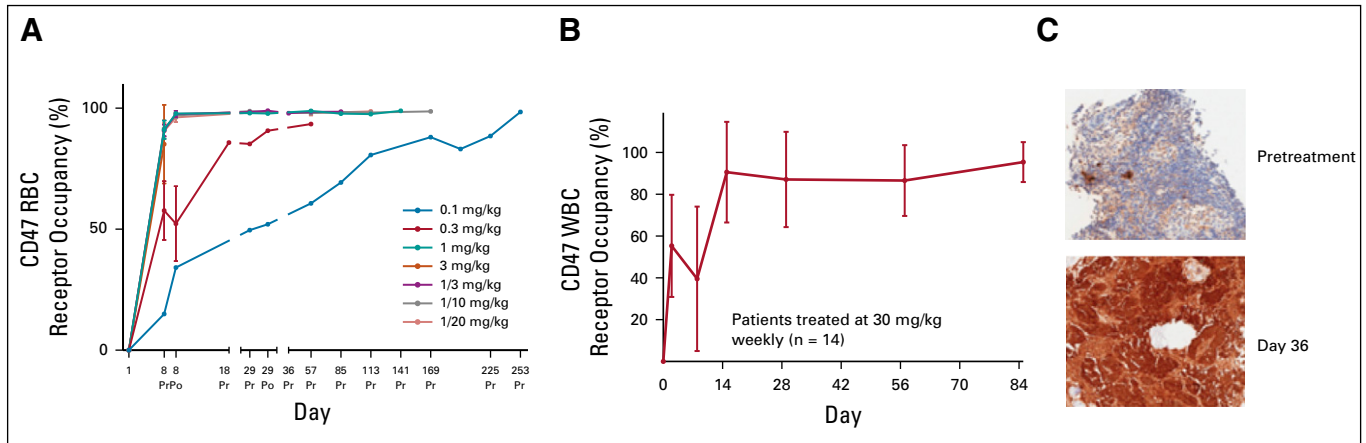 A
CD47 RBC
Receptor Occupancy (%)
100
50
0
0.1 mg/kg
0.3 mg/kg
1 mg/kg
3 mg/kg
1/3 mg/kg
1/10 mg/kg
1/20 mg/kg
1 8 8 18 29 29 36 57 85 113 141 169 225 253
Pr Po Pr Pr Po Pr Pr Pr Pr Pr Pr Pr Pr
Day
B
CD47 WBC
Receptor Occupancy (%)
100
80
60
40
20
Patients treated at 30 mg/kg
weekly (n = 14)
0 14 28 42 56 70 84
Day
C
Pretreatment
Day 36